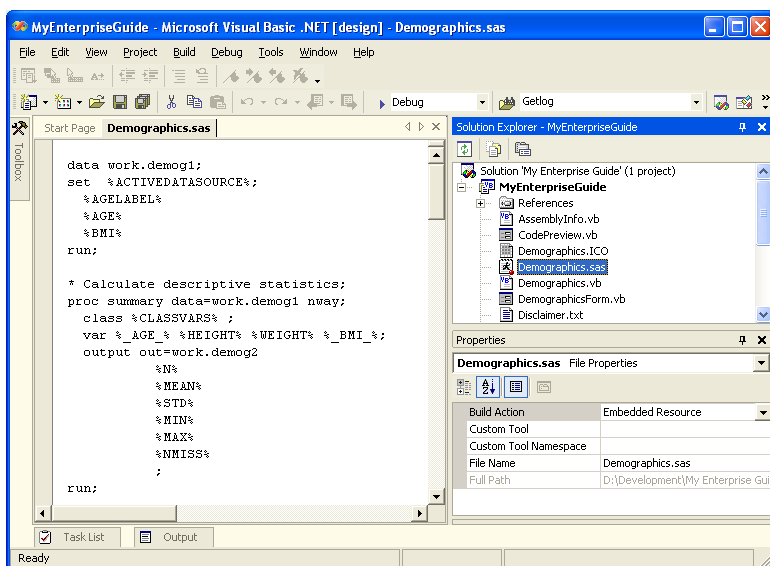 MyEnterpriseGuide - Microsoft Visual Basic .NET [design] - Demographics.sas
File Edit View Project Build Debug Tools Window Help
Debug Getlog
Toolbox
Start Page Demographics.sas
data work.demog1;
set %ACTIVEDATASOURCE%;
%AGELABEL%
%AGE%
%BMI%
run;
* Calculate descriptive statistics;
proc summary data=work.demog1 nway;
class %CLASSVARS% ;
var %_AGE_% %HEIGHT% %WEIGHT% %_BMI_%;
output out=work.demog2
%N%
%MEAN%
%STD%
%MIN%
%MAX%
%NMISS%
;
run;
Solution Explorer - MyEnterpriseGuide
Solution 'My Enterprise Guide' (1 project)
MyEnterpriseGuide
References
AssemblyInfo.vb
CodePreview.vb
Demographics.ICO
Demographics.sas
Demographics.vb
DemographicsForm.vb
Disclaimer.txt
Properties
Demographics.sas File Properties
Build Action Embedded Resource
Custom Tool
Custom Tool Namespace
File Name Demographics.sas
Full Path D:\Development\My Enterprise Gui
Task List Output
Ready